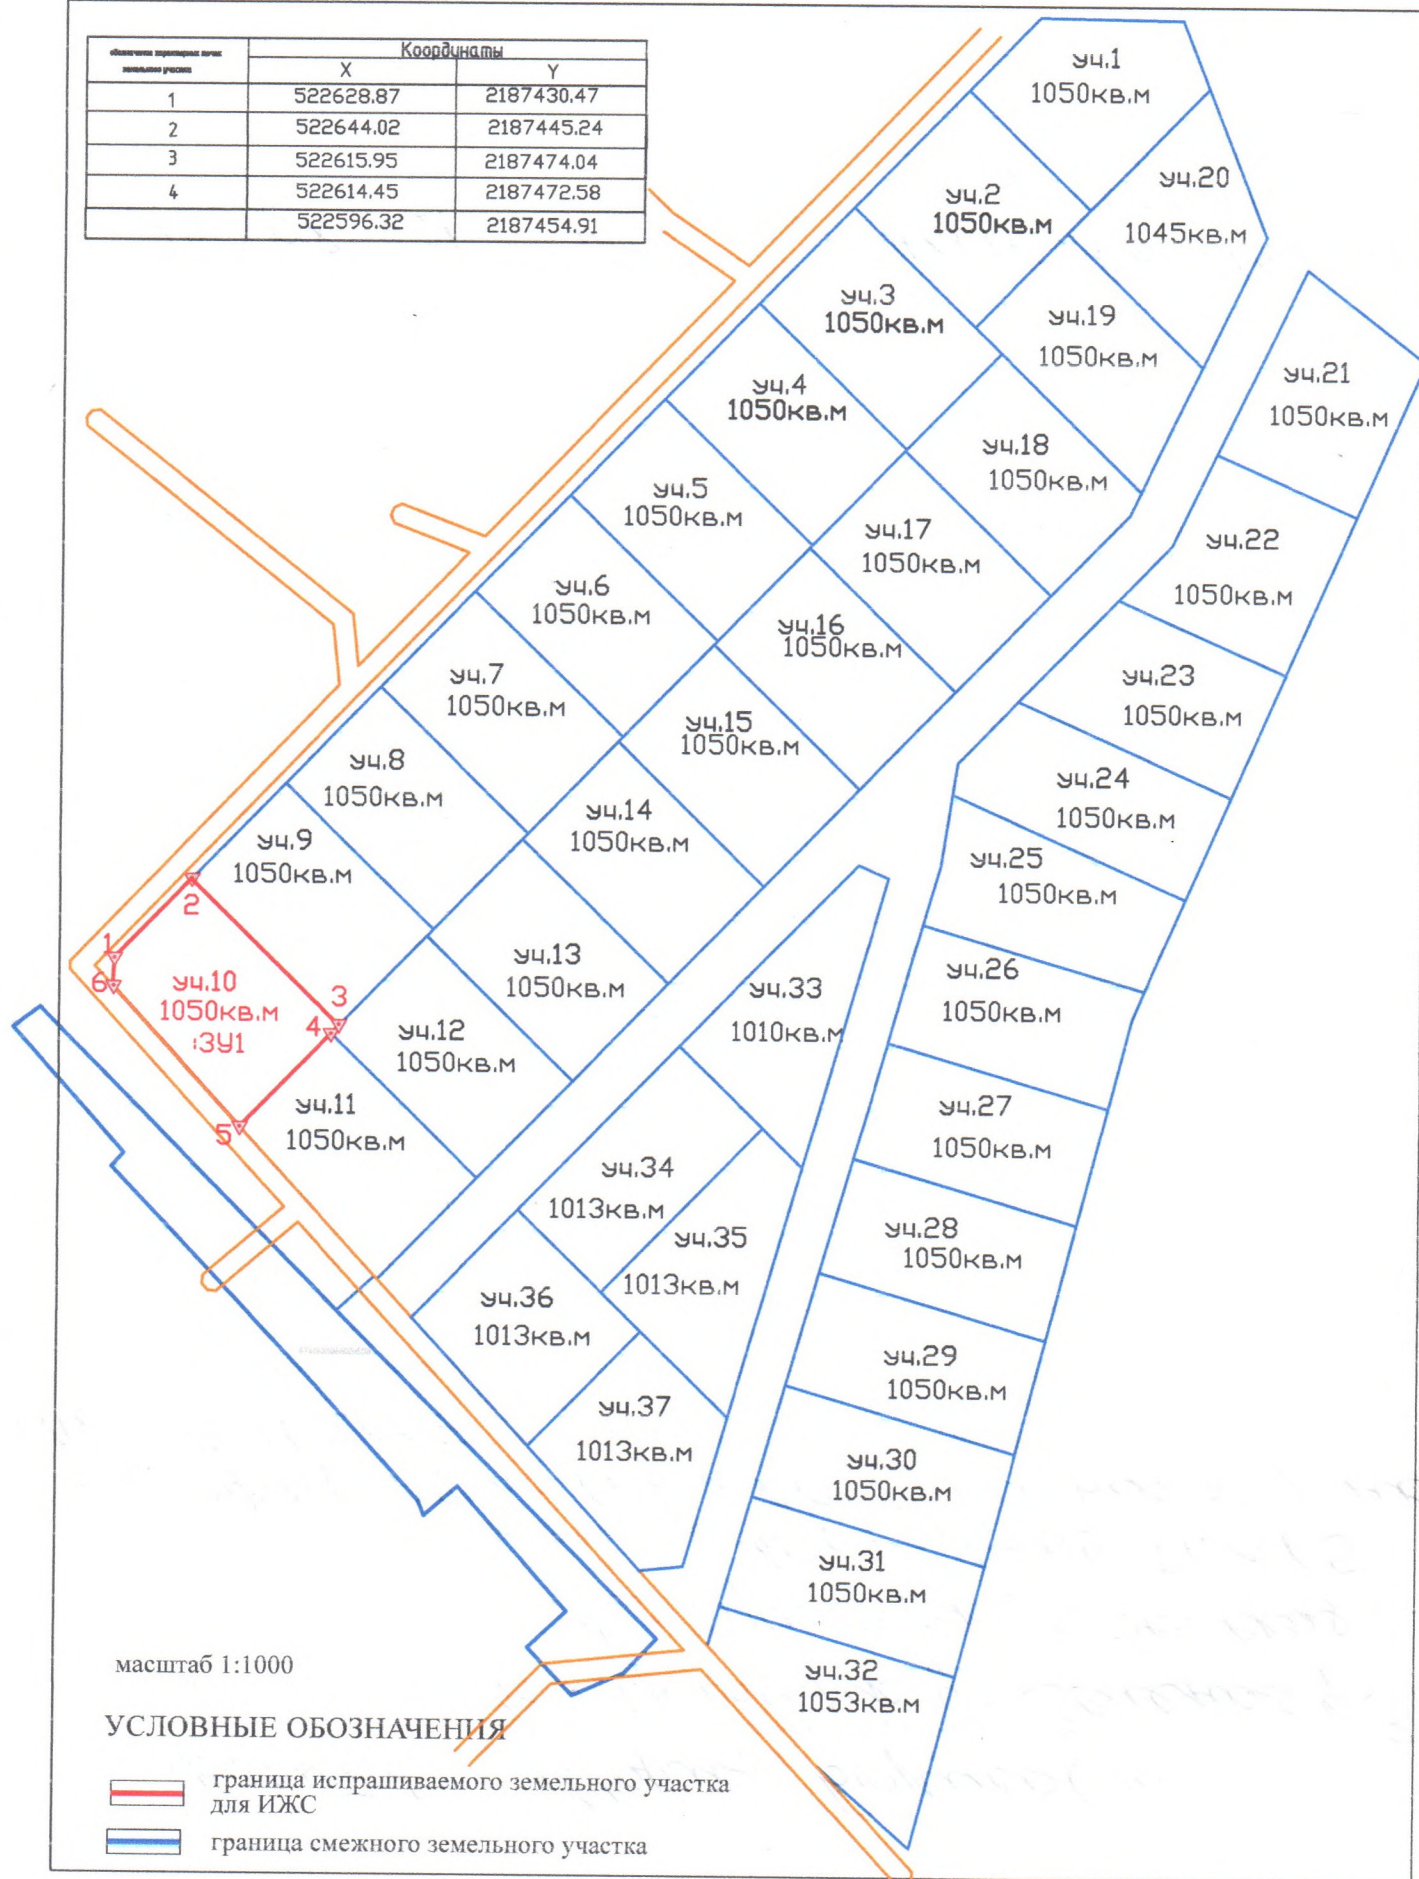 обозначение характерных точек
земельного участка
Координаты
X Y
1 522628.87 2187430.47
2 522644.02 2187445.24
3 522615.95 2187474.04
4 522614.45 2187472.58
522596.32 2187454.91
уч.1
1050кв.м
уч.20
1045кв.м
уч.2
1050кв.м
уч.3
1050кв.м
уч.19
1050кв.м
уч.21
1050кв.м
уч.4
1050кв.м
уч.18
1050кв.м
уч.5
1050кв.м
уч.17
1050кв.м
уч.22
1050кв.м
уч.6
1050кв.м
уч.16
1050кв.м
уч.7
1050кв.м
уч.23
1050кв.м
уч.15
1050кв.м
уч.8
1050кв.м
уч.24
1050кв.м
уч.14
1050кв.м
уч.9
1050кв.м
уч.25
1050кв.м
2
1
6
уч.10
1050кв.м
:ЗУ1
3
4
5
уч.13
1050кв.м
уч.26
1050кв.м
уч.33
1010кв.м
уч.12
1050кв.м
уч.11
1050кв.м
уч.27
1050кв.м
уч.34
1013кв.м
уч.35
1013кв.м
уч.28
1050кв.м
уч.36
1013кв.м
уч.29
1050кв.м
уч.37
1013кв.м
уч.30
1050кв.м
уч.31
1050кв.м
уч.32
1053кв.м
масштаб 1:1000
УСЛОВНЫЕ ОБОЗНАЧЕНИЯ
граница испрашиваемого земельного участка
для ИЖС
граница смежного земельного участка